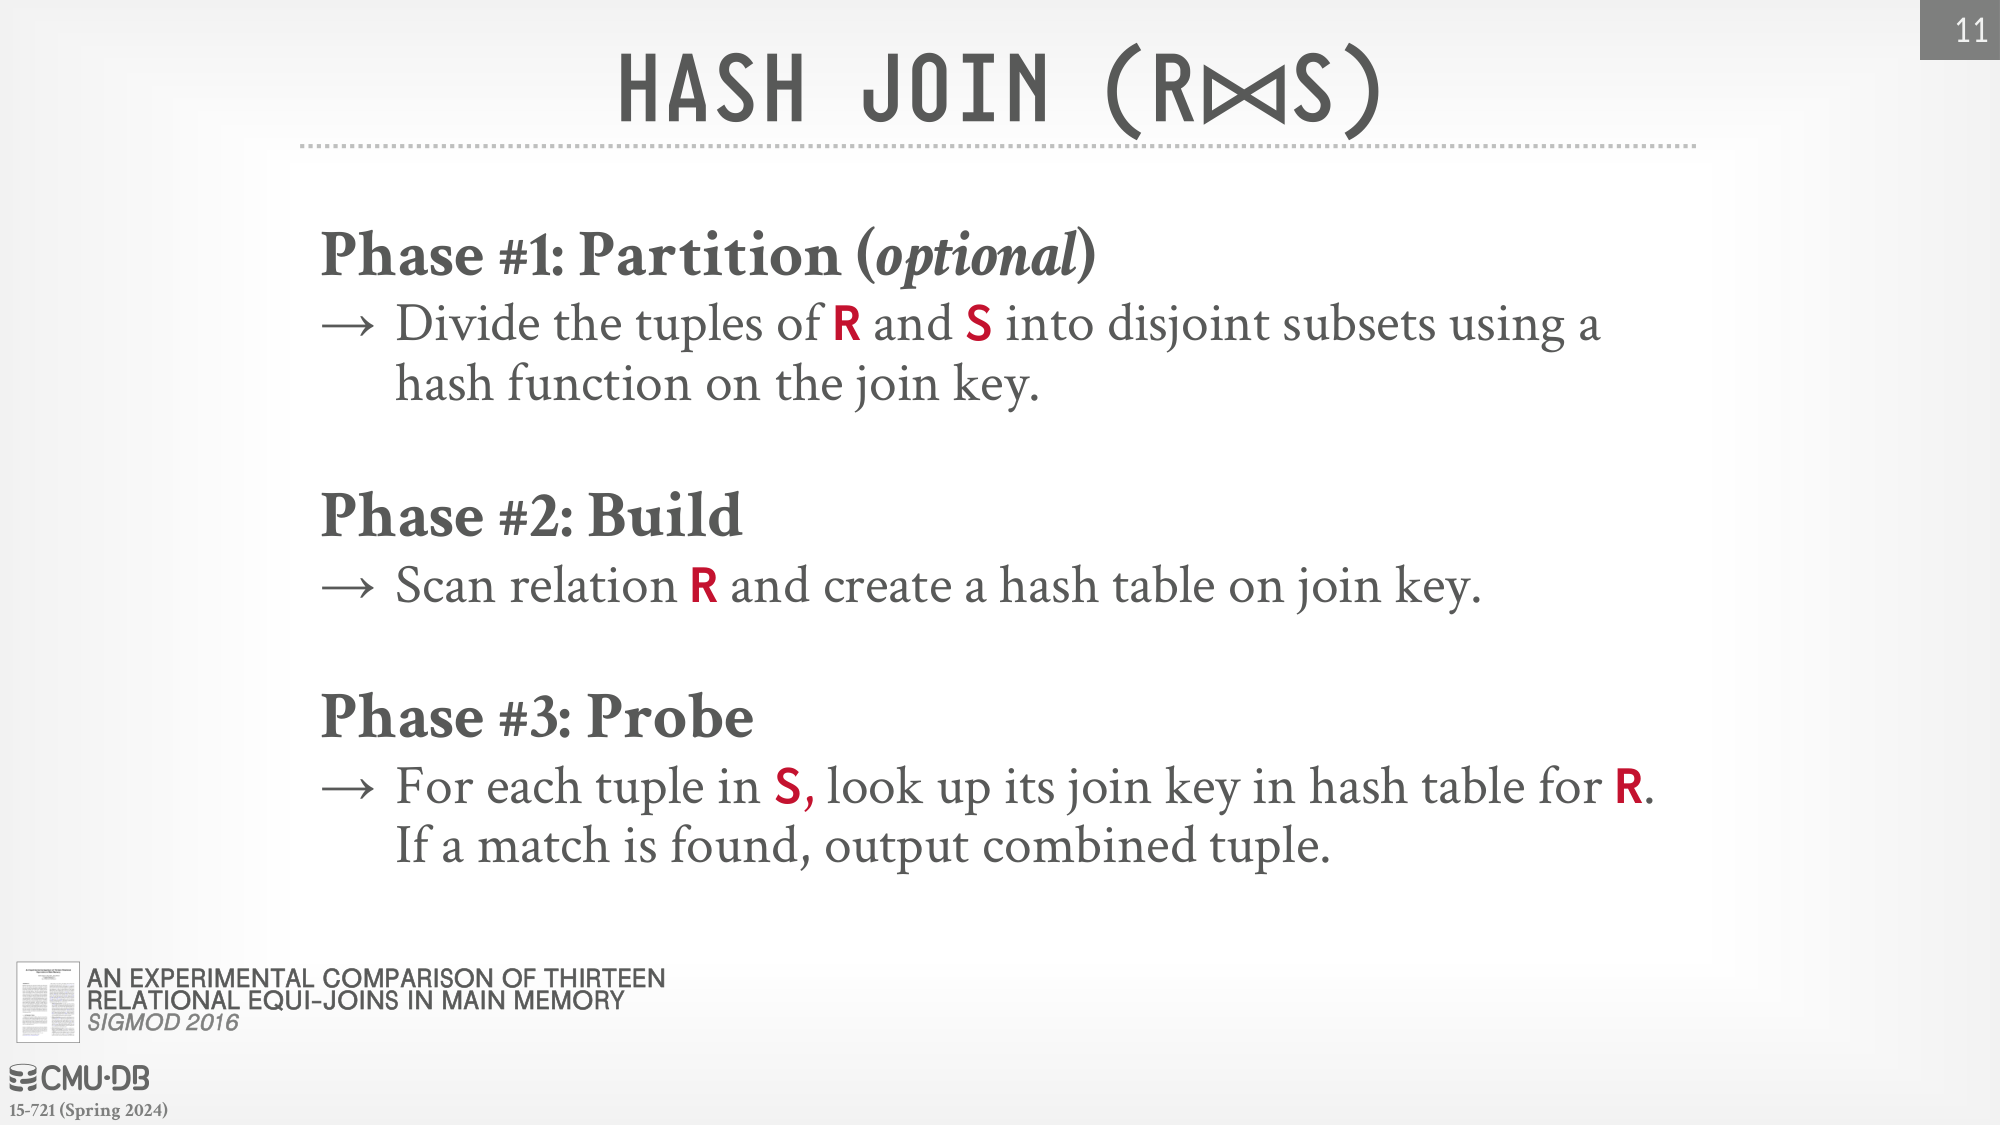 11
HASH JOIN (R⋈S)
Phase #1: Partition (optional)
→ Divide the tuples of R and S into disjoint subsets using a
hash function on the join key.
Phase #2: Build
→ Scan relation R and create a hash table on join key.
Phase #3: Probe
→ For each tuple in S, look up its join key in hash table for R.
If a match is found, output combined tuple.
AN EXPERIMENTAL COMPARISON OF THIRTEEN
RELATIONAL EQUI-JOINS IN MAIN MEMORY
SIGMOD 2016
CMU·DB
15-721 (Spring 2024)